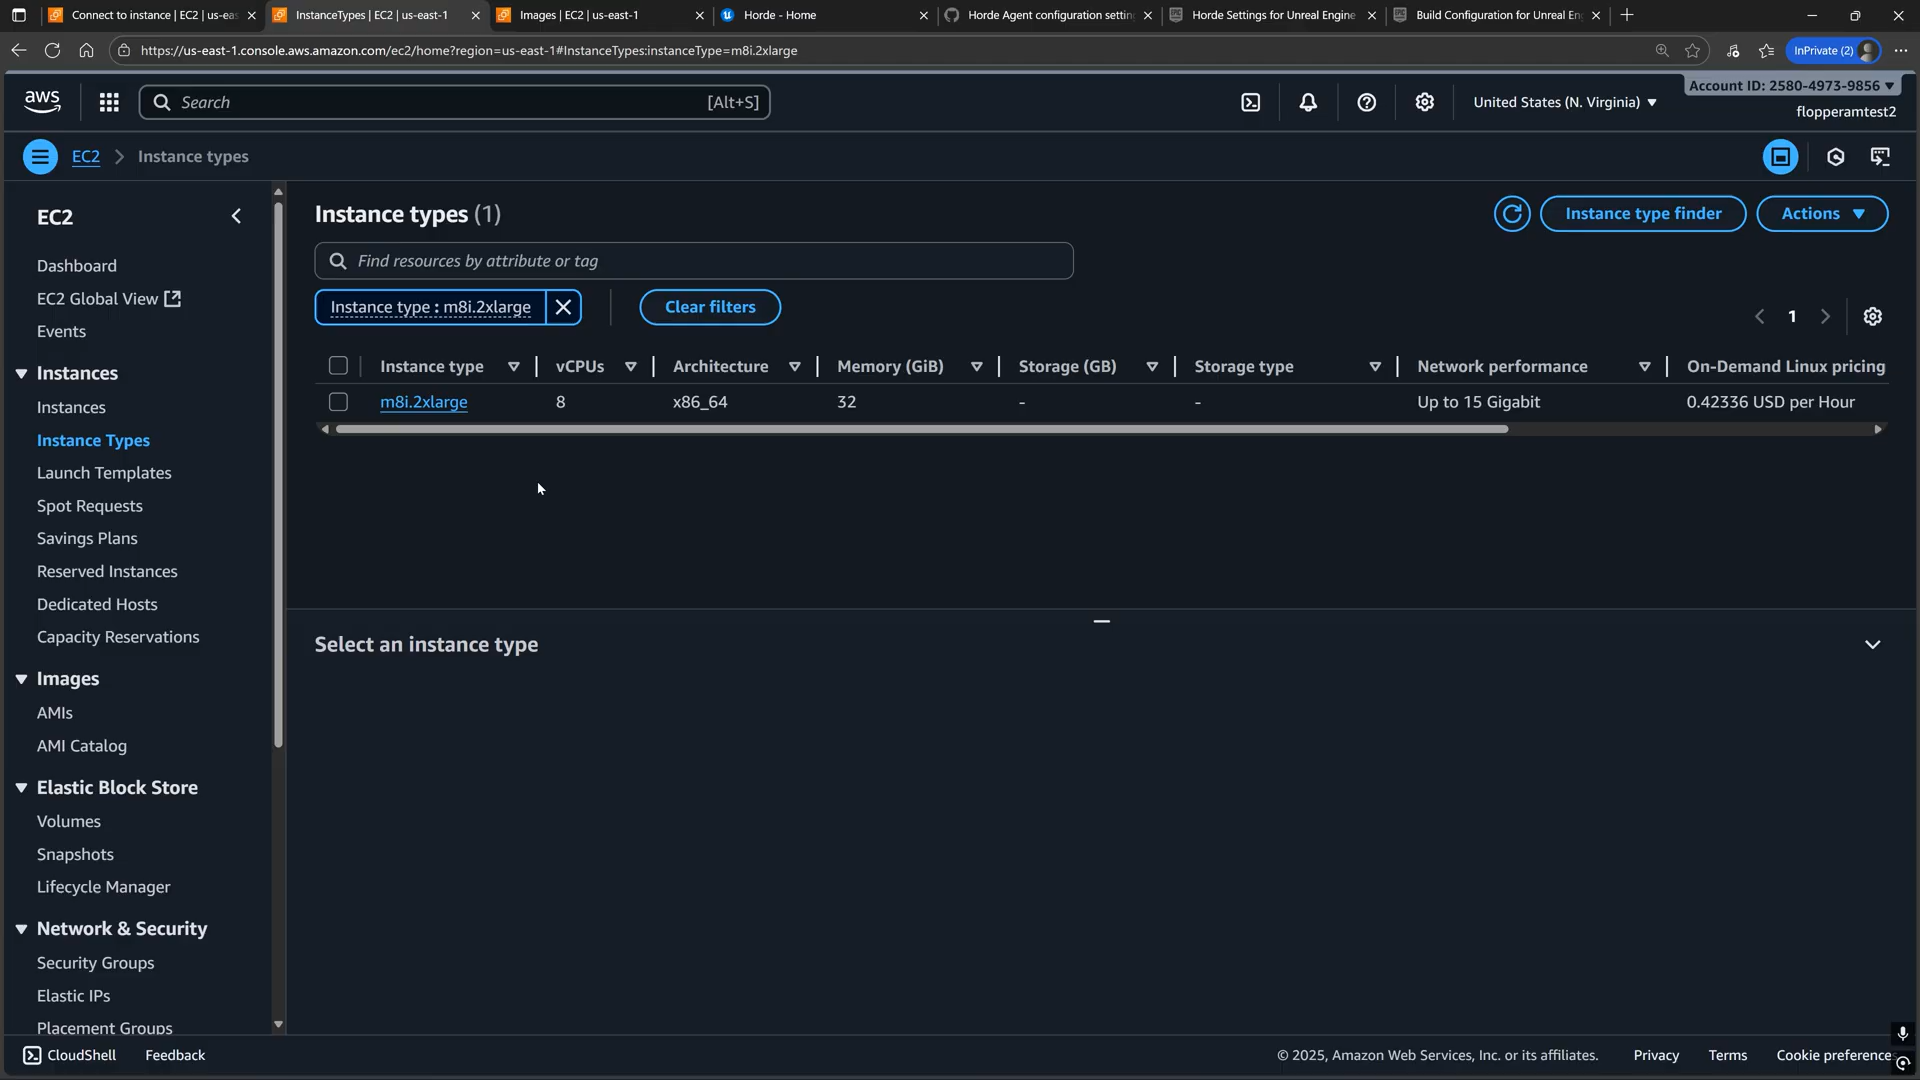 Connect to instance | EC2 | us-eas
InstanceTypes | EC2 | us-east-1
Images | EC2 | us-east-1
Horde - Home
Horde Agent configuration settin
Horde Settings for Unreal Engine
Build Configuration for Unreal En
https://us-east-1.console.aws.amazon.com/ec2/home?region=us-east-1#InstanceTypes:instanceType=m8i.2xlarge
InPrivate (2)
aws
Search
[Alt+S]
United States (N. Virginia)
Account ID: 2580-4973-9856
flopperamtest2
EC2
Instance types
EC2
Dashboard
EC2 Global View
Events
Instances
Instances
Instance Types
Launch Templates
Spot Requests
Savings Plans
Reserved Instances
Dedicated Hosts
Capacity Reservations
Images
AMIs
AMI Catalog
Elastic Block Store
Volumes
Snapshots
Lifecycle Manager
Network & Security
Security Groups
Elastic IPs
Placement Groups
Instance types (1)
Instance type finder
Actions
Find resources by attribute or tag
Instance type : m8i.2xlarge
Clear filters
1
Instance type vCPUs Architecture Memory (GiB) Storage (GB) Storage type Network performance On-Demand Linux pricing
m8i.2xlarge 8 x86_64 32 - - Up to 15 Gigabit 0.42336 USD per Hour
Select an instance type
CloudShell
Feedback
© 2025, Amazon Web Services, Inc. or its affiliates.
Privacy
Terms
Cookie preferences